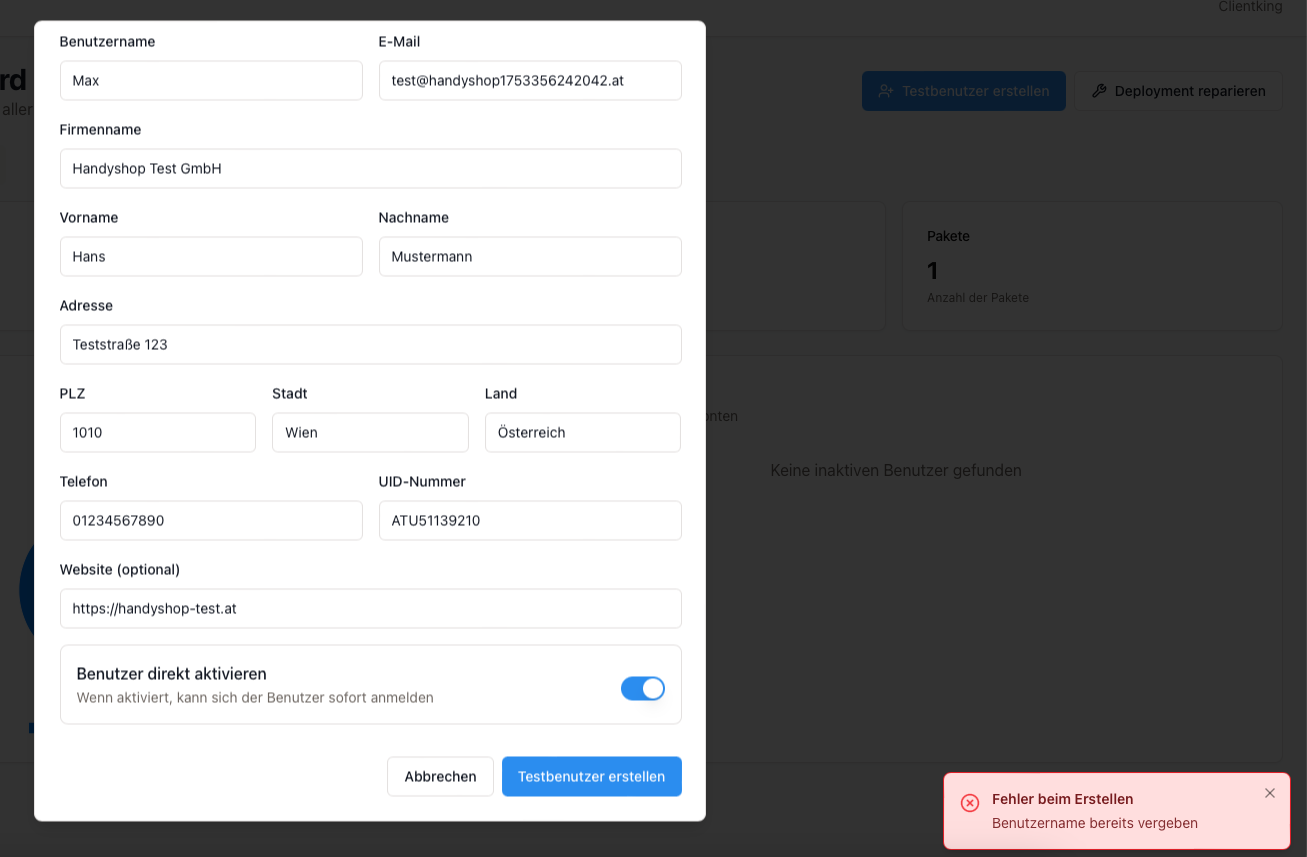 Clientking
Benutzername
E-Mail
Max
test@handyshop1753356242042.at
rd
aller
Testbenutzer erstellen
Deployment reparieren
Firmenname
Handyshop Test GmbH
Vorname
Nachname
Hans
Mustermann
Pakete
1
Anzahl der Pakete
Adresse
Teststraße 123
PLZ
Stadt
Land
1010
Wien
Österreich
onten
Keine inaktiven Benutzer gefunden
Telefon
UID-Nummer
01234567890
ATU51139210
Website (optional)
https://handyshop-test.at
Benutzer direkt aktivieren
Wenn aktiviert, kann sich der Benutzer sofort anmelden
Abbrechen
Testbenutzer erstellen
Fehler beim Erstellen
Benutzername bereits vergeben